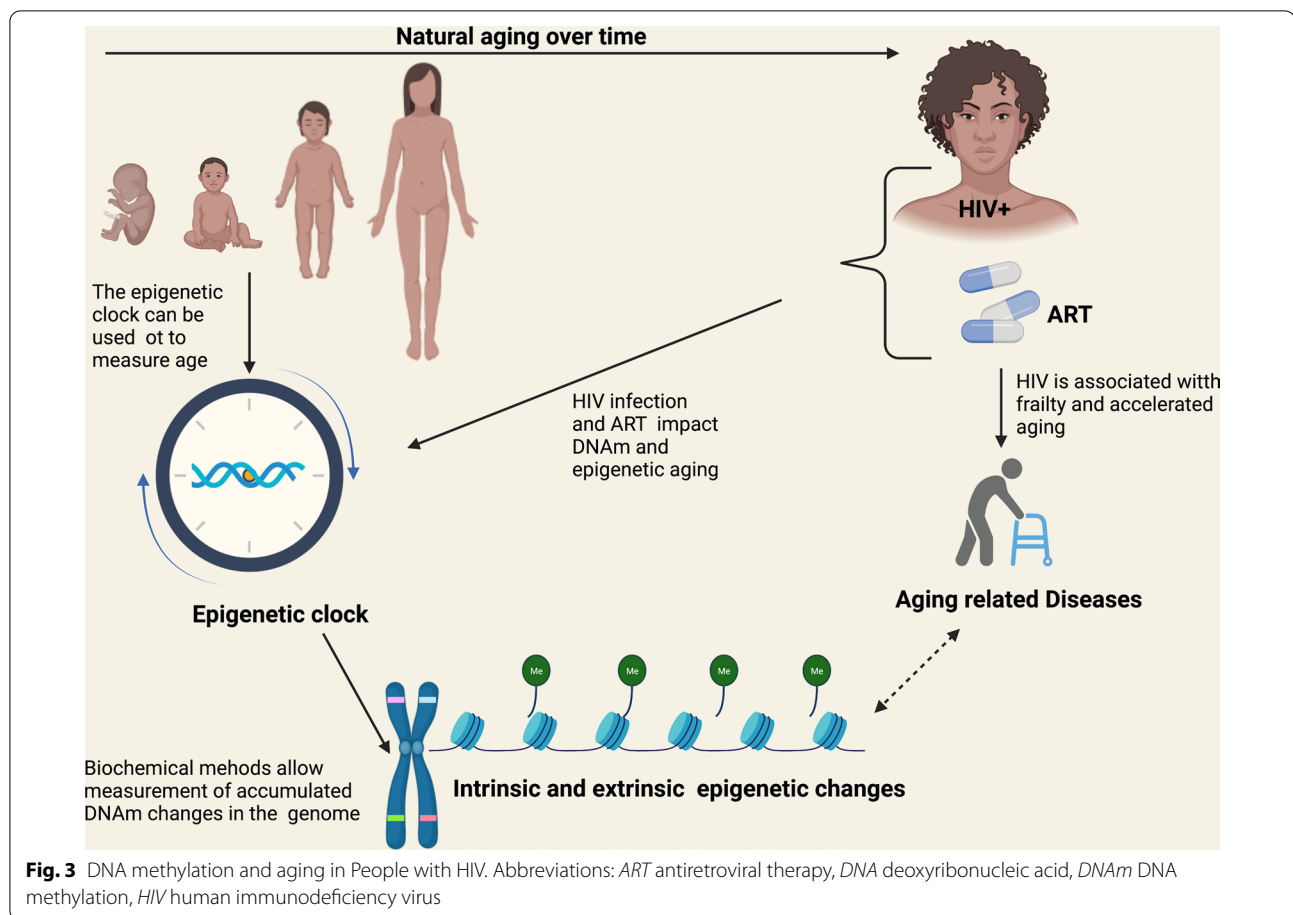 Natural aging over time
HIV+
ART
The epigenetic
clock can be
used ot to
measure age
HIV infection
and ART impact
DNAm and
epigenetic aging
HIV is associated witth
frailty and accelerated
aging
Epigenetic clock
Aging related Diseases
Me
Me
Me
Me
Biochemical mehods allow
measurement of accumulated
DNAm changes in the genome
Intrinsic and extrinsic epigenetic changes
Fig. 3 DNA methylation and aging in People with HIV. Abbreviations: ART antiretroviral therapy, DNA deoxyribonucleic acid, DNAm DNA
methylation, HIV human immunodeficiency virus